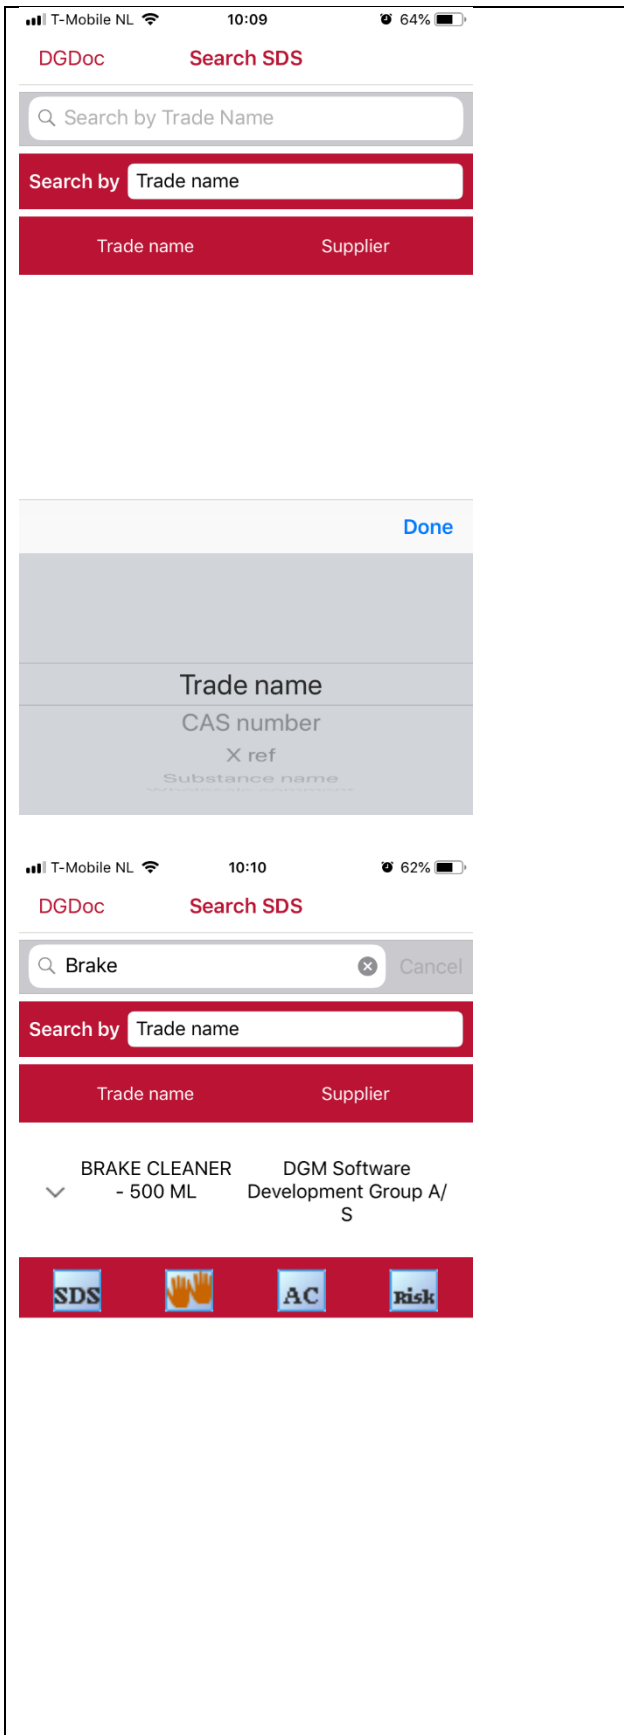 T-Mobile NL 10:09 64%
DGDoc Search SDS
Search by Trade Name
Search by Trade name
Trade name Supplier
Done
Trade name
CAS number
X ref
Substance name
T-Mobile NL 10:10 62%
DGDoc Search SDS
Brake Cancel
Search by Trade name
Trade name Supplier
BRAKE CLEANER DGM Software
- 500 ML Development Group A/
S
SDS AC Risk